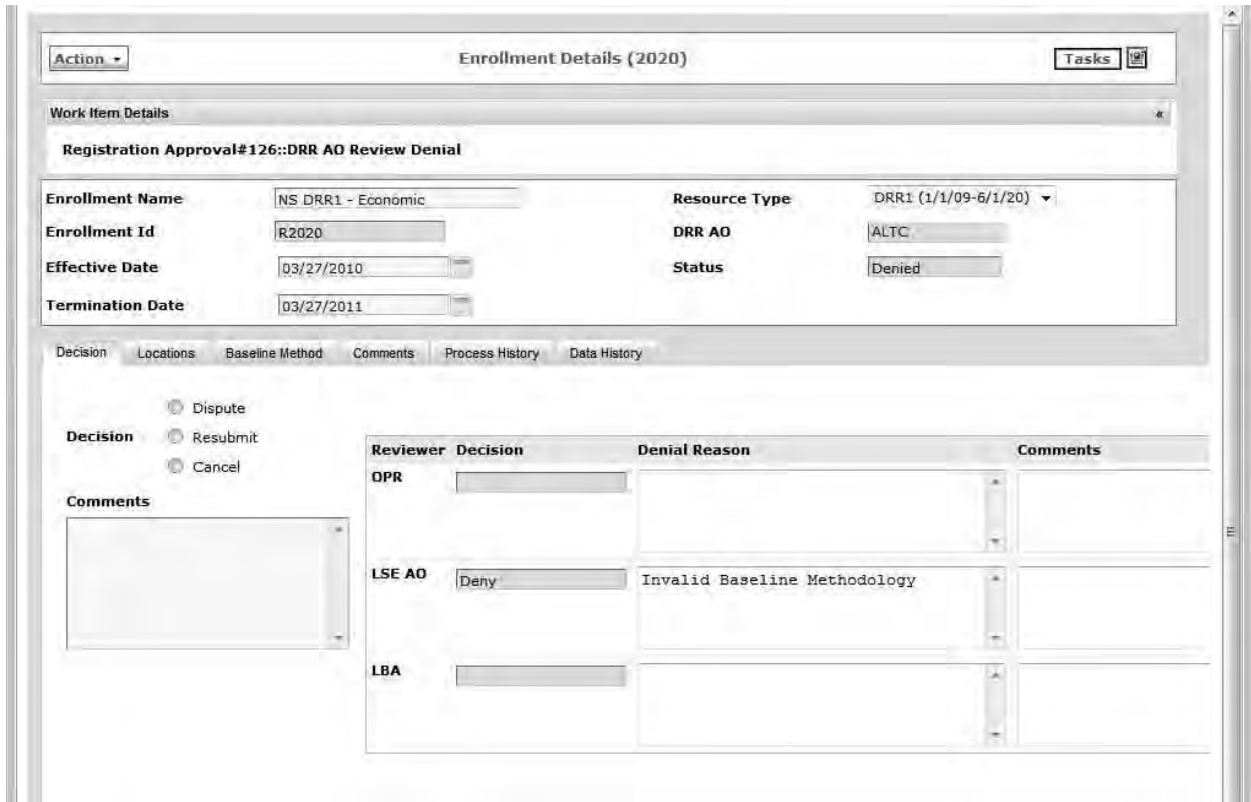 Action
Enrollment Details (2020)
Tasks
Work Item Details
«
Registration Approval#126::DRR AO Review Denial
Enrollment Name NS DRR1 - Economic Resource Type DRR1 (1/1/09-6/1/20)
Enrollment Id R2020 DRR AO ALTC
Effective Date 03/27/2010 Status Denied
Termination Date 03/27/2011
Decision Locations Baseline Method Comments Process History Data History
Dispute
Decision Resubmit
Cancel
Comments
Reviewer Decision Denial Reason Comments
OPR
LSE AO Deny Invalid Baseline Methodology
LBA